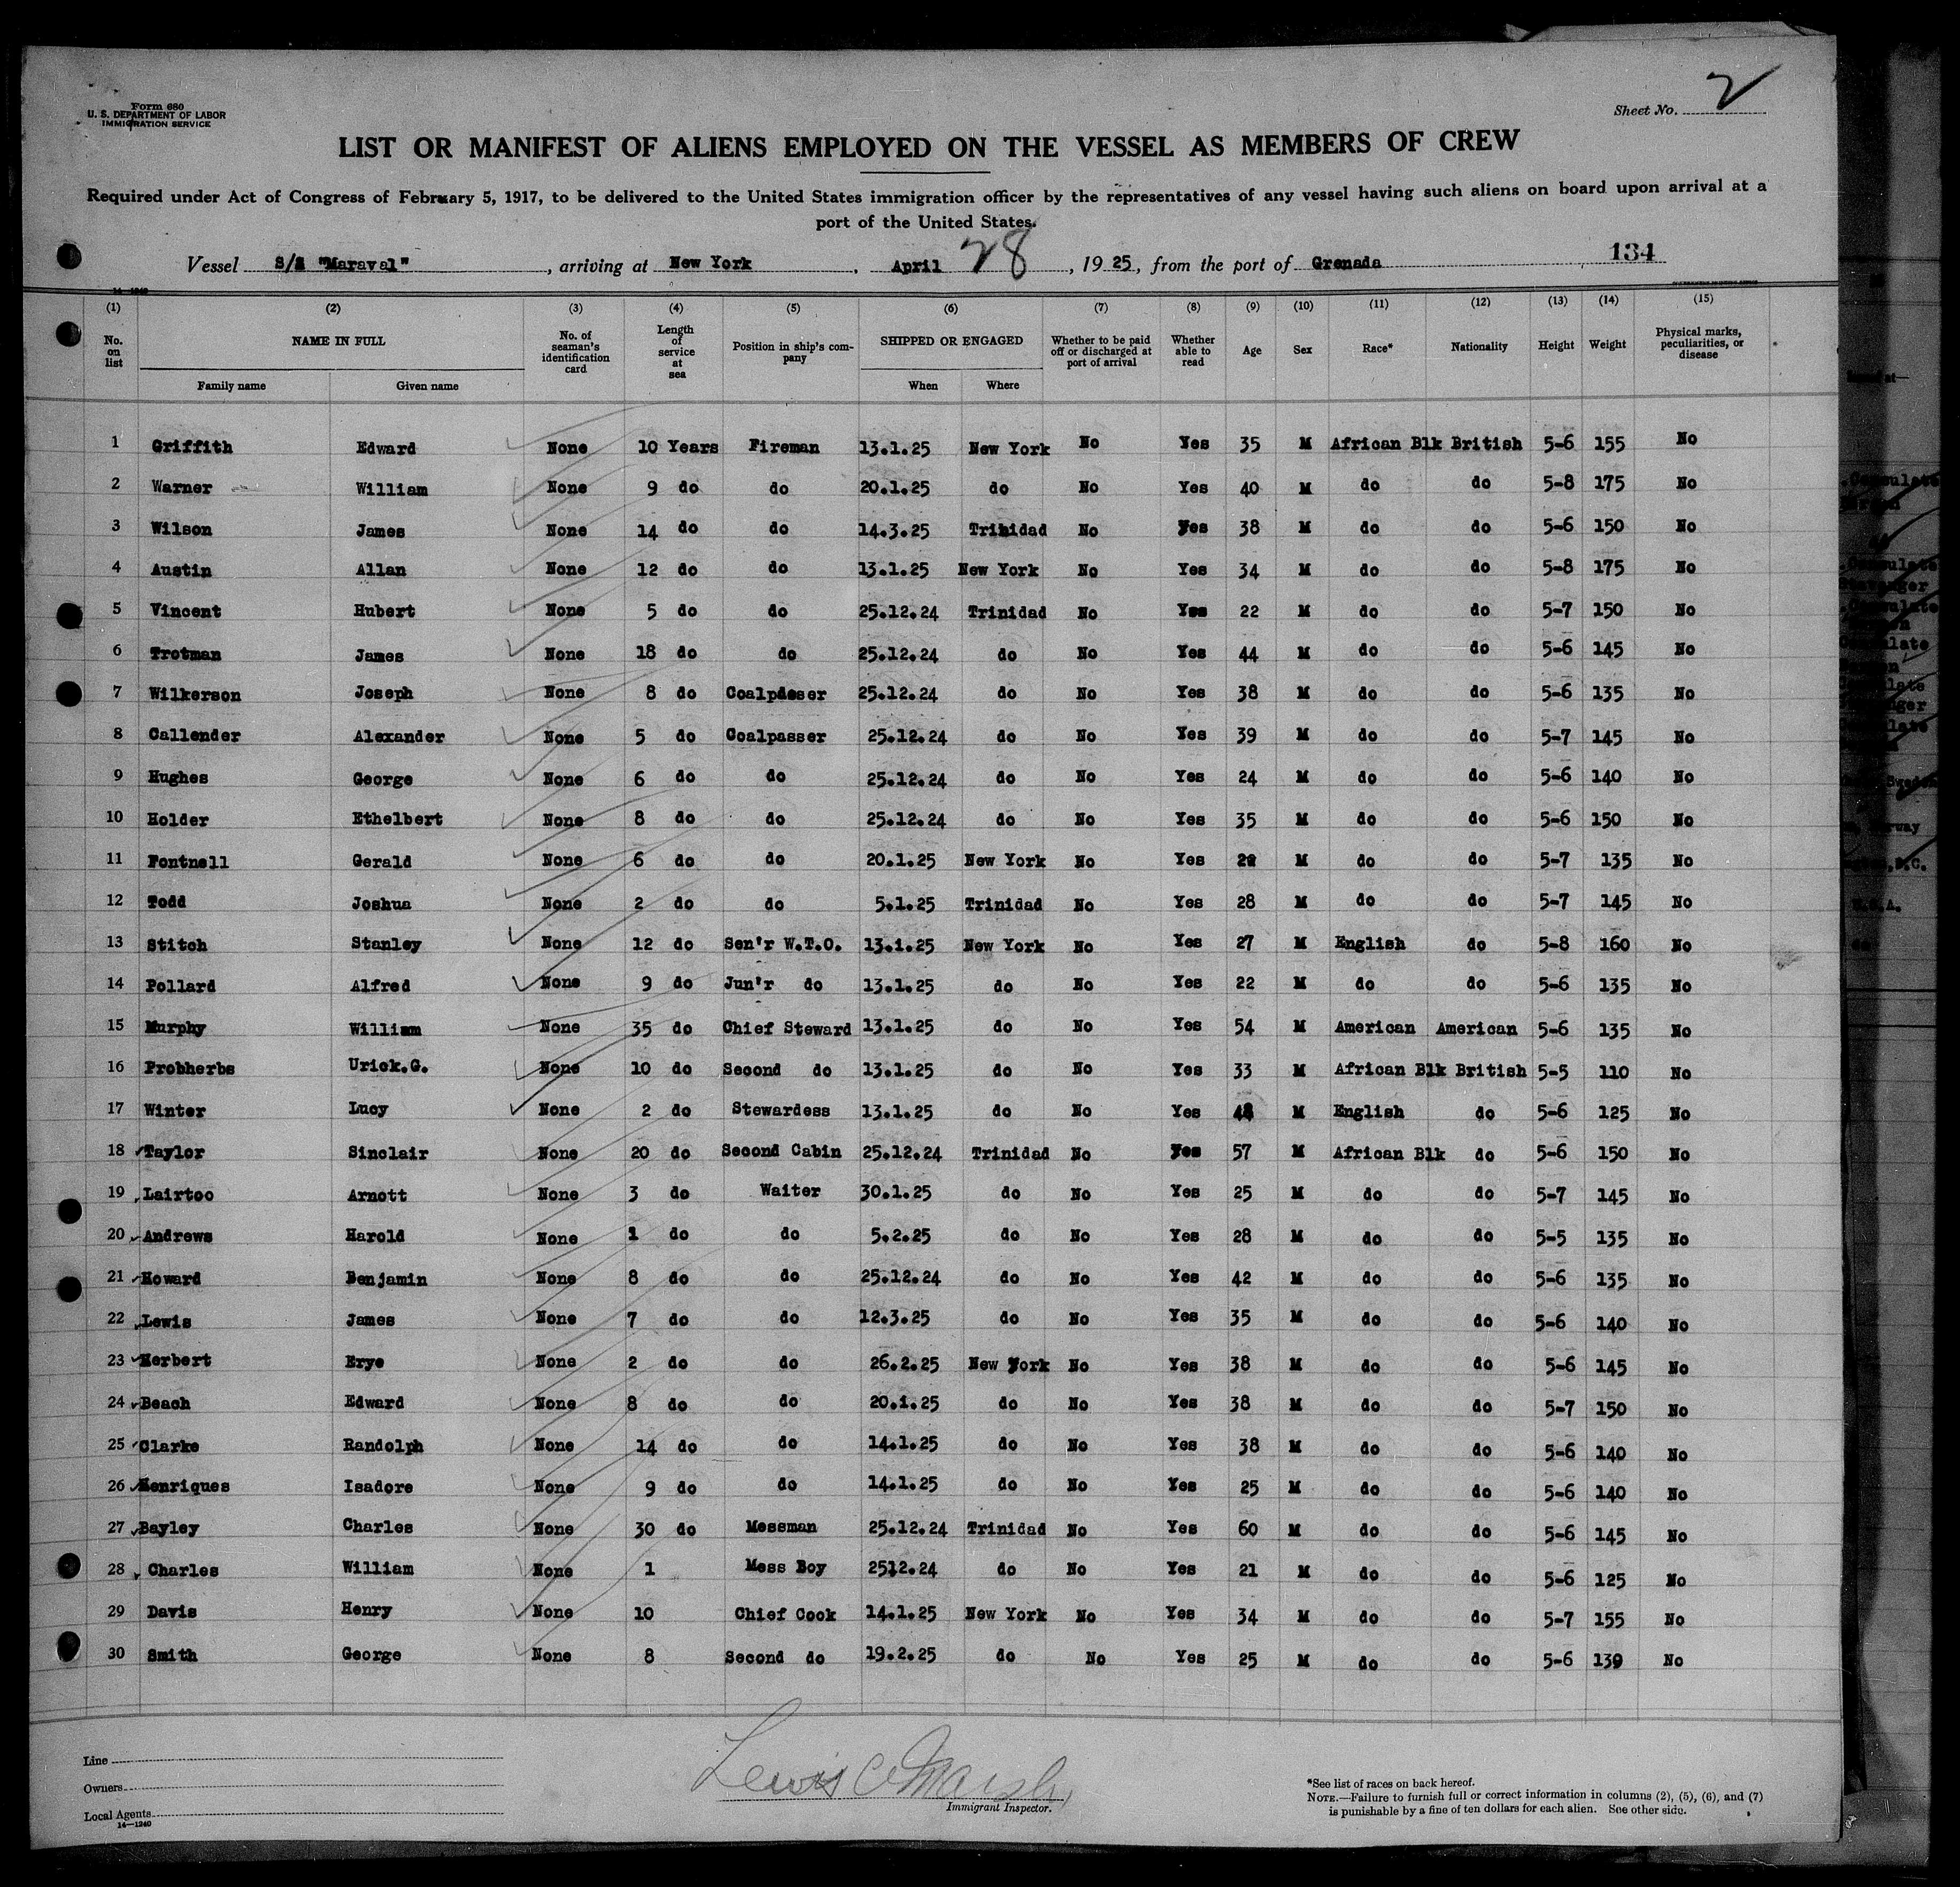 Form 680
U. S. DEPARTMENT OF LABOR
IMMIGRATION SERVICE
Sheet No. 2
LIST OR MANIFEST OF ALIENS EMPLOYED ON THE VESSEL AS MEMBERS OF CREW
Required under Act of Congress of February 5, 1917, to be delivered to the United States immigration officer by the representatives of any vessel having such aliens on board upon arrival at a
port of the United States.
Vessel S/S "Maraval", arriving at New York, April 28, 1925, from the port of Grenada 134
14—1240
(1) (2) (3) (4) (5) (6) (7) (8) (9) (10) (11) (12) (13) (14) (15)
No. on list NAME IN FULL Family name Given name No. of seaman's identification card Length of service at sea Position in ship's company SHIPPED OR ENGAGED When Where Whether to be paid off or discharged at port of arrival Whether able to read Age Sex Race* Nationality Height Weight Physical marks, peculiarities, or disease
1 Griffith Edward None 10 Years Fireman 13.1.25 New York No Yes 35 M African Blk British 5-6 155 No
2 Warner William None 9 do do 20.1.25 do No Yes 40 M do do 5-8 175 No
3 Wilson James None 14 do do 14.3.25 Trinidad No Yes 38 M do do 5-6 150 No
4 Austin Allan None 12 do do 13.1.25 New York No Yes 34 M do do 5-8 175 No
5 Vincent Hubert None 5 do do 25.12.24 Trinidad No Yes 22 M do do 5-7 150 No
6 Trotman James None 18 do do 25.12.24 do No Yes 44 M do do 5-6 145 No
7 Wilkerson Joseph None 8 do Coalpasser 25.12.24 do No Yes 38 M do do 5-6 135 No
8 Callender Alexander None 5 do Coalpasser 25.12.24 do No Yes 39 M do do 5-7 145 No
9 Hughes George None 6 do do 25.12.24 do No Yes 24 M do do 5-6 140 No
10 Holder Ethelbert None 8 do do 25.12.24 do No Yes 35 M do do 5-6 150 No
11 Fontnell Gerald None 6 do do 20.1.25 New York No Yes M do do 5-7 135 No
12 Todd Joshua None 2 do do 5.1.25 Trinidad No Yes 28 M do do 5-7 145 No
13 Stitch Stanley None 12 do Sen'r W.T.O. 13.1.25 New York No Yes 27 M English do 5-8 160 No
14 Pollard Alfred None 9 do Jun'r do 13.1.25 do No Yes 22 M do do 5-6 135 No
15 Murphy William None 35 do Chief Steward 13.1.25 do No Yes 54 M American American 5-6 135 No
16 Probherbs Urick.G. None 10 do Second do 13.1.25 do No Yes 33 M African Blk British 5-5 110 No
17 Winter Lucy None 2 do Stewardess 13.1.25 do No Yes 48 M English do 5-6 125 No
18 Taylor Sinclair None 20 do Second Cabin 25.12.24 Trinidad No Yes 57 M African Blk do 5-6 150 No
19 Lairtoo Arnott None 3 do Waiter 30.1.25 do No Yes 25 M do do 5-7 145 No
20 Andrews Harold None 1 do do 5.2.25 do No Yes 28 M do do 5-5 135 No
21 Howard Benjamin None 8 do do 25.12.24 do No Yes 42 M do do 5-6 135 No
22 Lewis James None 7 do do 12.3.25 do No Yes 35 M do do 5-6 140 No
23 Herbert Erye None 2 do do 26.2.25 New York No Yes 38 M do do 5-6 145 No
24 Beach Edward None 8 do do 20.1.25 do No Yes 38 M do do 5-7 150 No
25 Clarke Randolph None 14 do do 14.1.25 do No Yes 38 M do do 5-6 140 No
26 Henriques Isadore None 9 do do 14.1.25 do No Yes 25 M do do 5-6 140 No
27 Bayley Charles None 30 do Messman 25.12.24 Trinidad No Yes 60 M do do 5-6 145 No
28 Charles William None 1 Mess Boy 2512.24 do No Yes 21 M do do 5-6 125 No
29 Davis Henry None 10 Chief Cook 14.1.25 New York No Yes 34 M do do 5-7 155 No
30 Smith George None 8 Second do 19.2.25 do No Yes 25 M do do 5-6 139 No
Line
Owners
Local Agents
14—1240
Lewis C Marsh
Immigrant Inspector.
*See list of races on back hereof.
NOTE.—Failure to furnish full or correct information in columns (2), (5), (6), and (7)
is punishable by a fine of ten dollars for each alien. See other side.